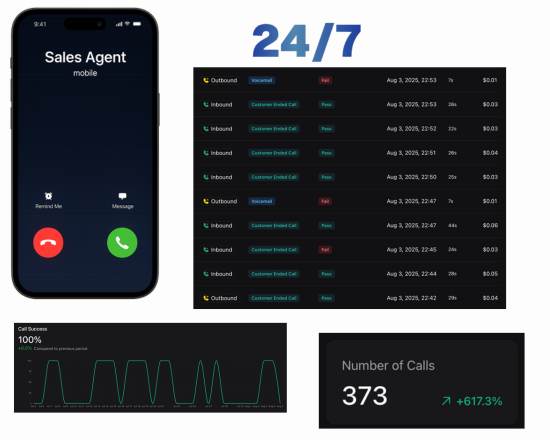 9:41
Sales Agent
mobile
Remind Me Message
24/7
Outbound Voicemail Fail Aug 3, 2025, 22:53 7s $0.01
Inbound Customer Ended Call Pass Aug 3, 2025, 22:53 26s $0.03
Inbound Customer Ended Call Pass Aug 3, 2025, 22:52 22s $0.03
Inbound Customer Ended Call Pass Aug 3, 2025, 22:51 26s $0.04
Inbound Customer Ended Call Pass Aug 3, 2025, 22:50 25s $0.03
Outbound Voicemail Fail Aug 3, 2025, 22:47 7s $0.01
Inbound Customer Ended Call Pass Aug 3, 2025, 22:47 44s $0.06
Inbound Customer Ended Call Fail Aug 3, 2025, 22:45 24s $0.03
Inbound Customer Ended Call Pass Aug 3, 2025, 22:44 28s $0.05
Outbound Customer Ended Call Pass Aug 3, 2025, 22:42 29s $0.04
Call Success
100%
+0.0% Compared to previous period
Number of Calls
373 +617.3%